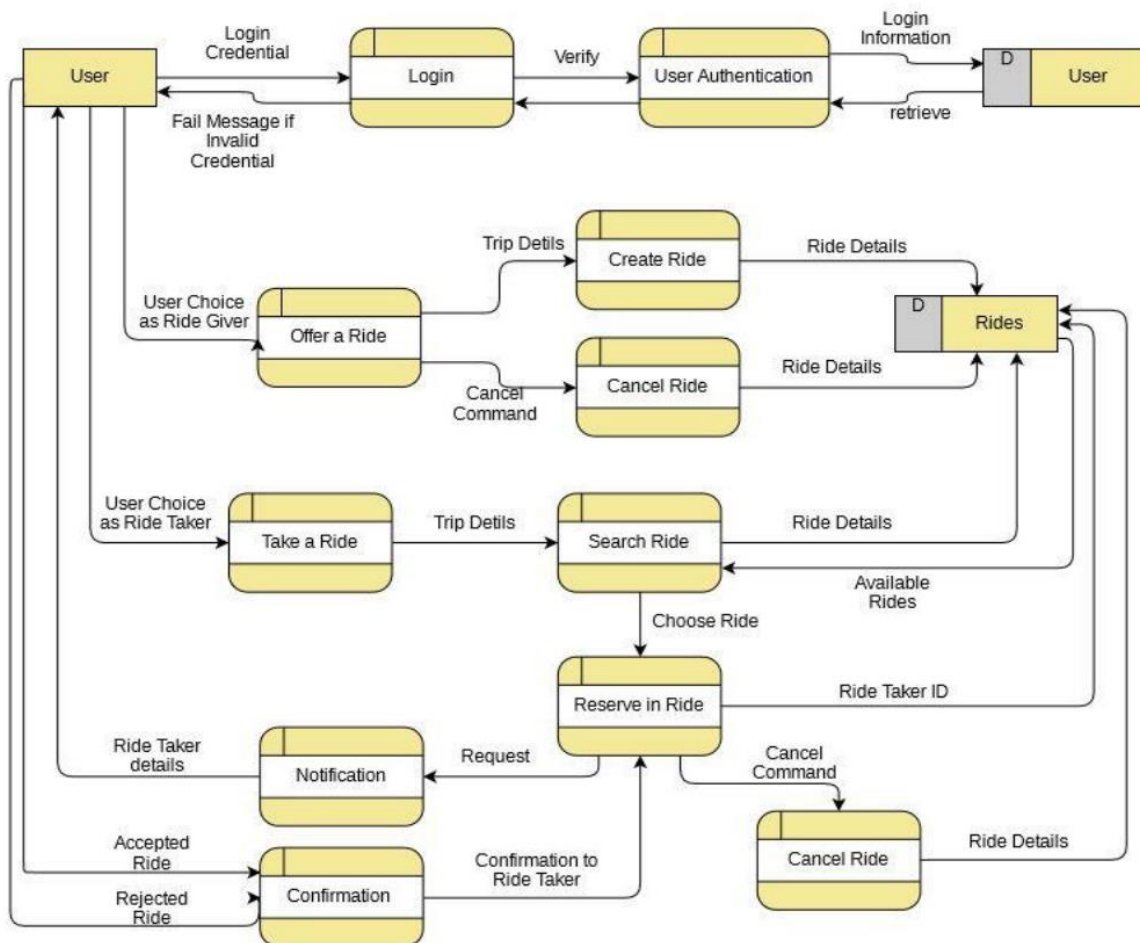 Login
Credential
Login
Information
User
Login
Verify
User Authentication
D
User
Fail Message if
Invalid
Credential
retrieve
Trip Detils
Create Ride
Ride Details
User Choice
as Ride Giver
Offer a Ride
D
Rides
Cancel
Command
Cancel Ride
Ride Details
User Choice
as Ride Taker
Take a Ride
Trip Detils
Search Ride
Ride Details
Available
Rides
Choose Ride
Reserve in Ride
Ride Taker ID
Ride Taker
details
Notification
Request
Cancel
Command
Accepted
Ride
Rejected
Ride
Confirmation
Confirmation to
Ride Taker
Cancel Ride
Ride Details